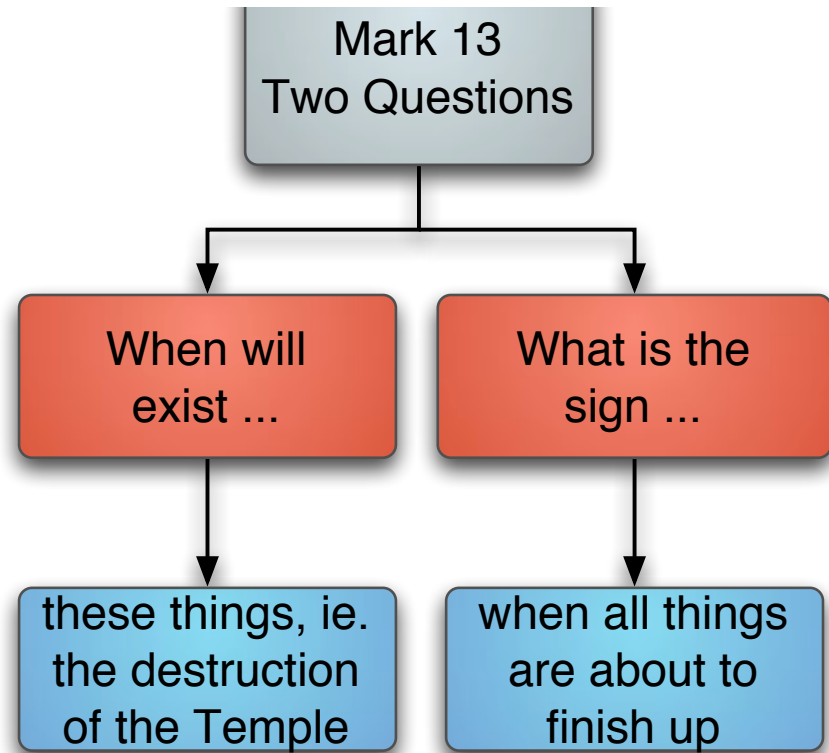 Mark 13
Two Questions
When will
exist ...
What is the
sign ...
these things, ie.
the destruction
of the Temple
when all things
are about to
finish up